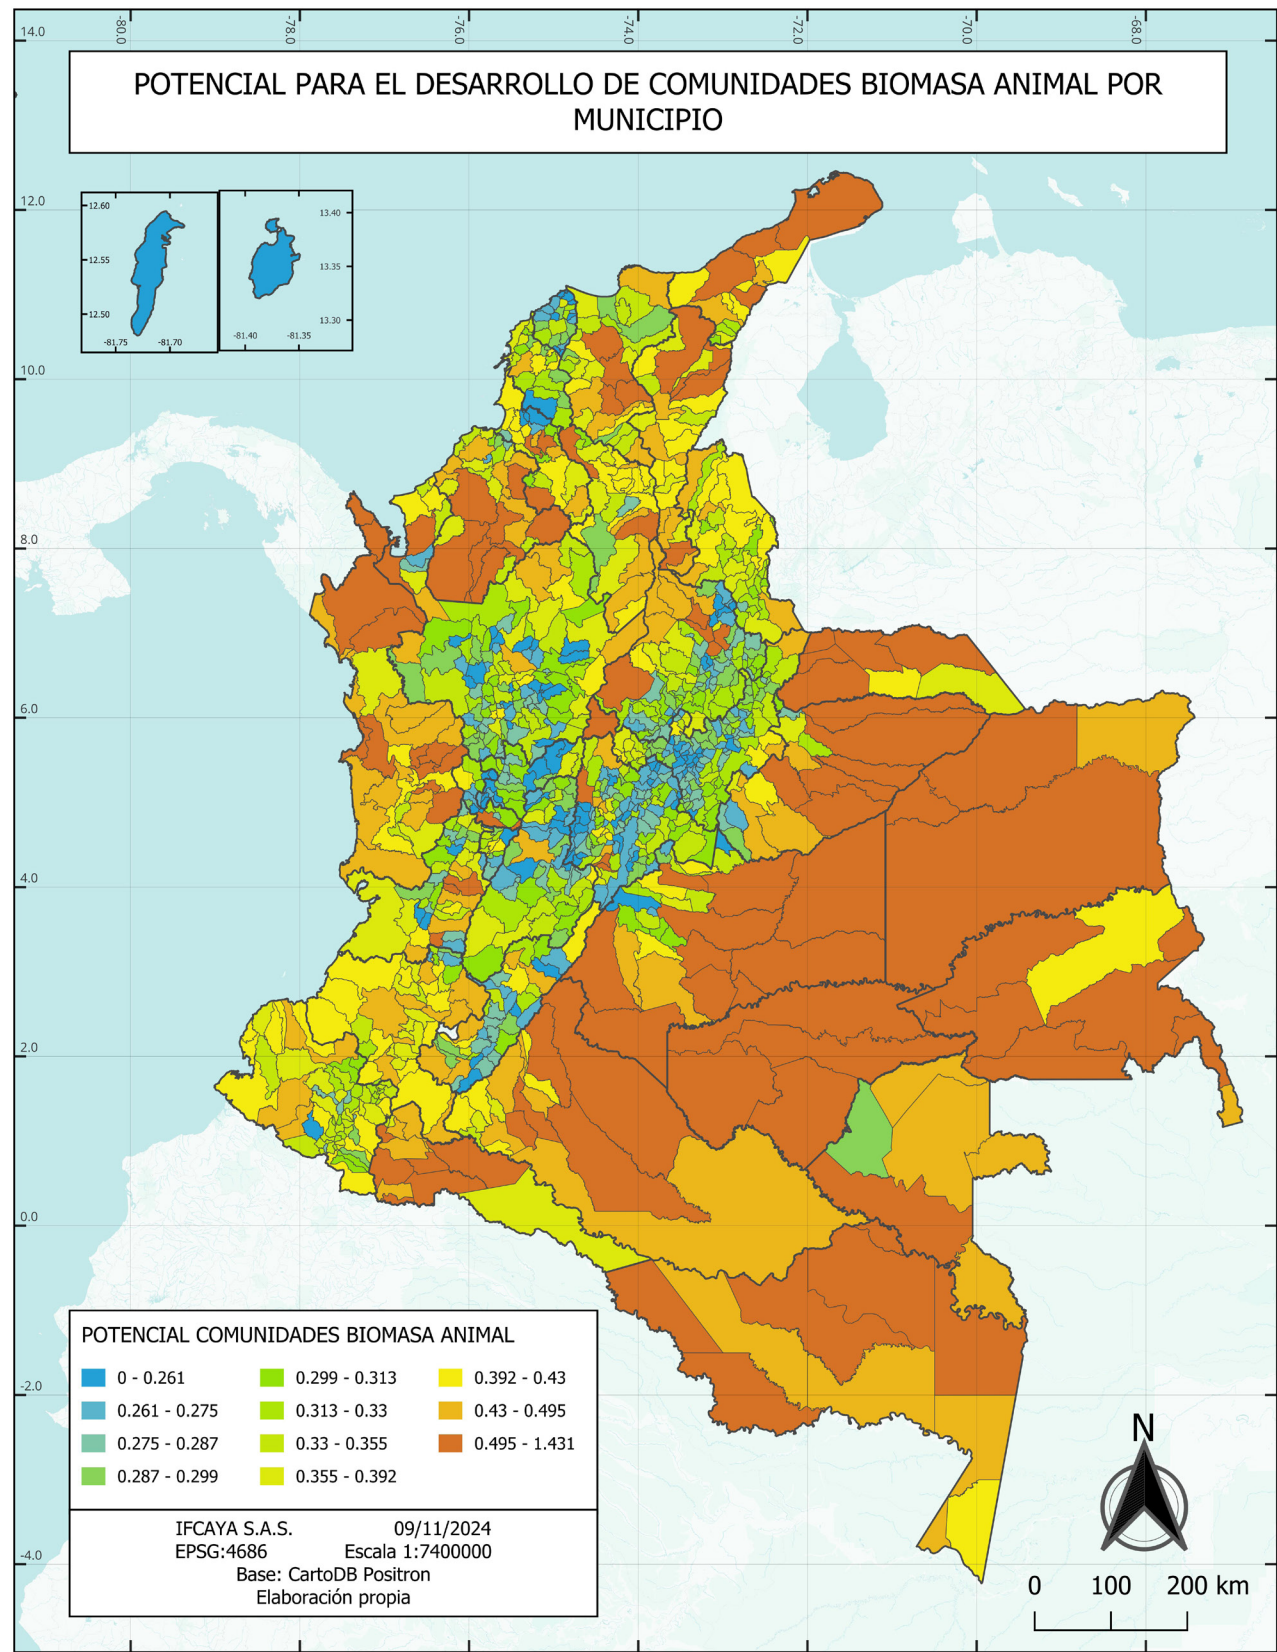 -80.0
-78.0
-76.0
-74.0
-72.0
-70.0
-68.0
14.0
POTENCIAL PARA EL DESARROLLO DE COMUNIDADES BIOMASA ANIMAL POR
MUNICIPIO
12.0
12.60
12.55
12.50
-81.75
-81.70
13.40
13.35
13.30
-81.40
-81.35
10.0
8.0
6.0
4.0
2.0
0.0
-2.0
-4.0
POTENCIAL COMUNIDADES BIOMASA ANIMAL
0 - 0.261
0.261 - 0.275
0.275 - 0.287
0.287 - 0.299
0.299 - 0.313
0.313 - 0.33
0.33 - 0.355
0.355 - 0.392
0.392 - 0.43
0.43 - 0.495
0.495 - 1.431
IFCAYA S.A.S. 09/11/2024
EPSG:4686 Escala 1:7400000
Base: CartoDB Positron
Elaboración propia
N
0 100 200 km